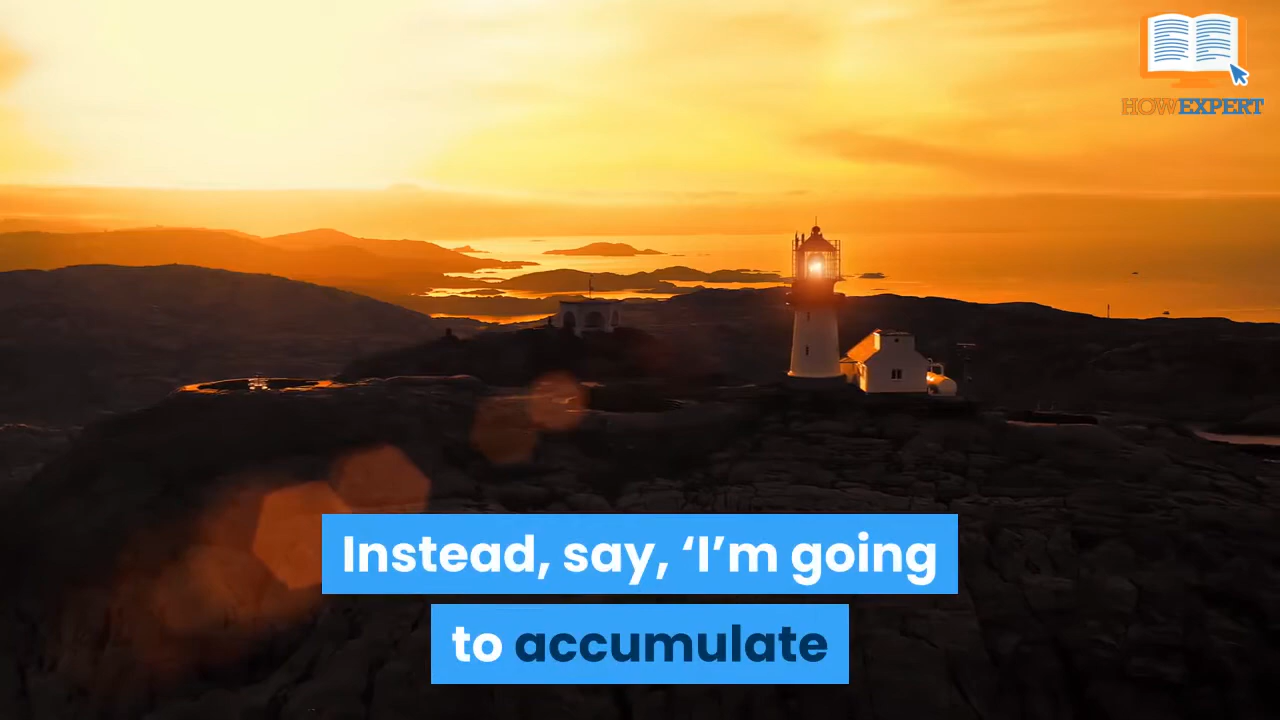 HOWEXPERT
Instead, say, ‘I’m going
to accumulate